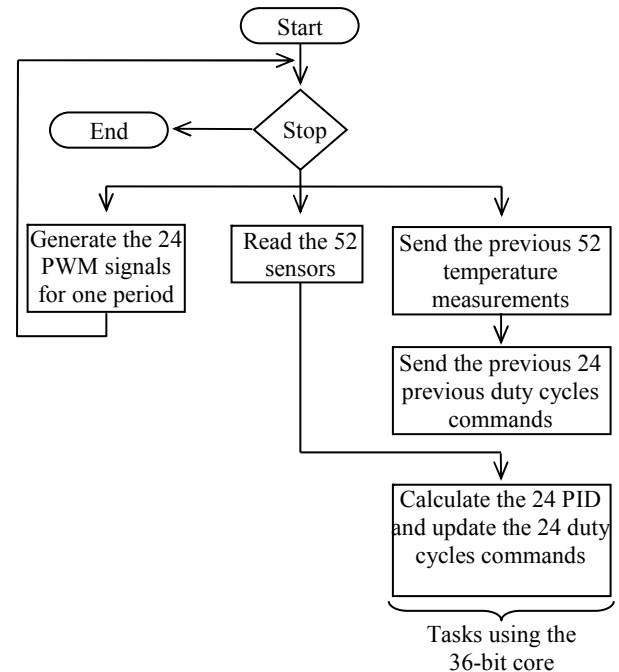 Start
Stop
End
Generate the 24
PWM signals
for one period
Read the 52
sensors
Send the previous 52
temperature
measurements
Send the previous 24
previous duty cycles
commands
Calculate the 24 PID
and update the 24 duty
cycles commands
Tasks using the
36-bit core